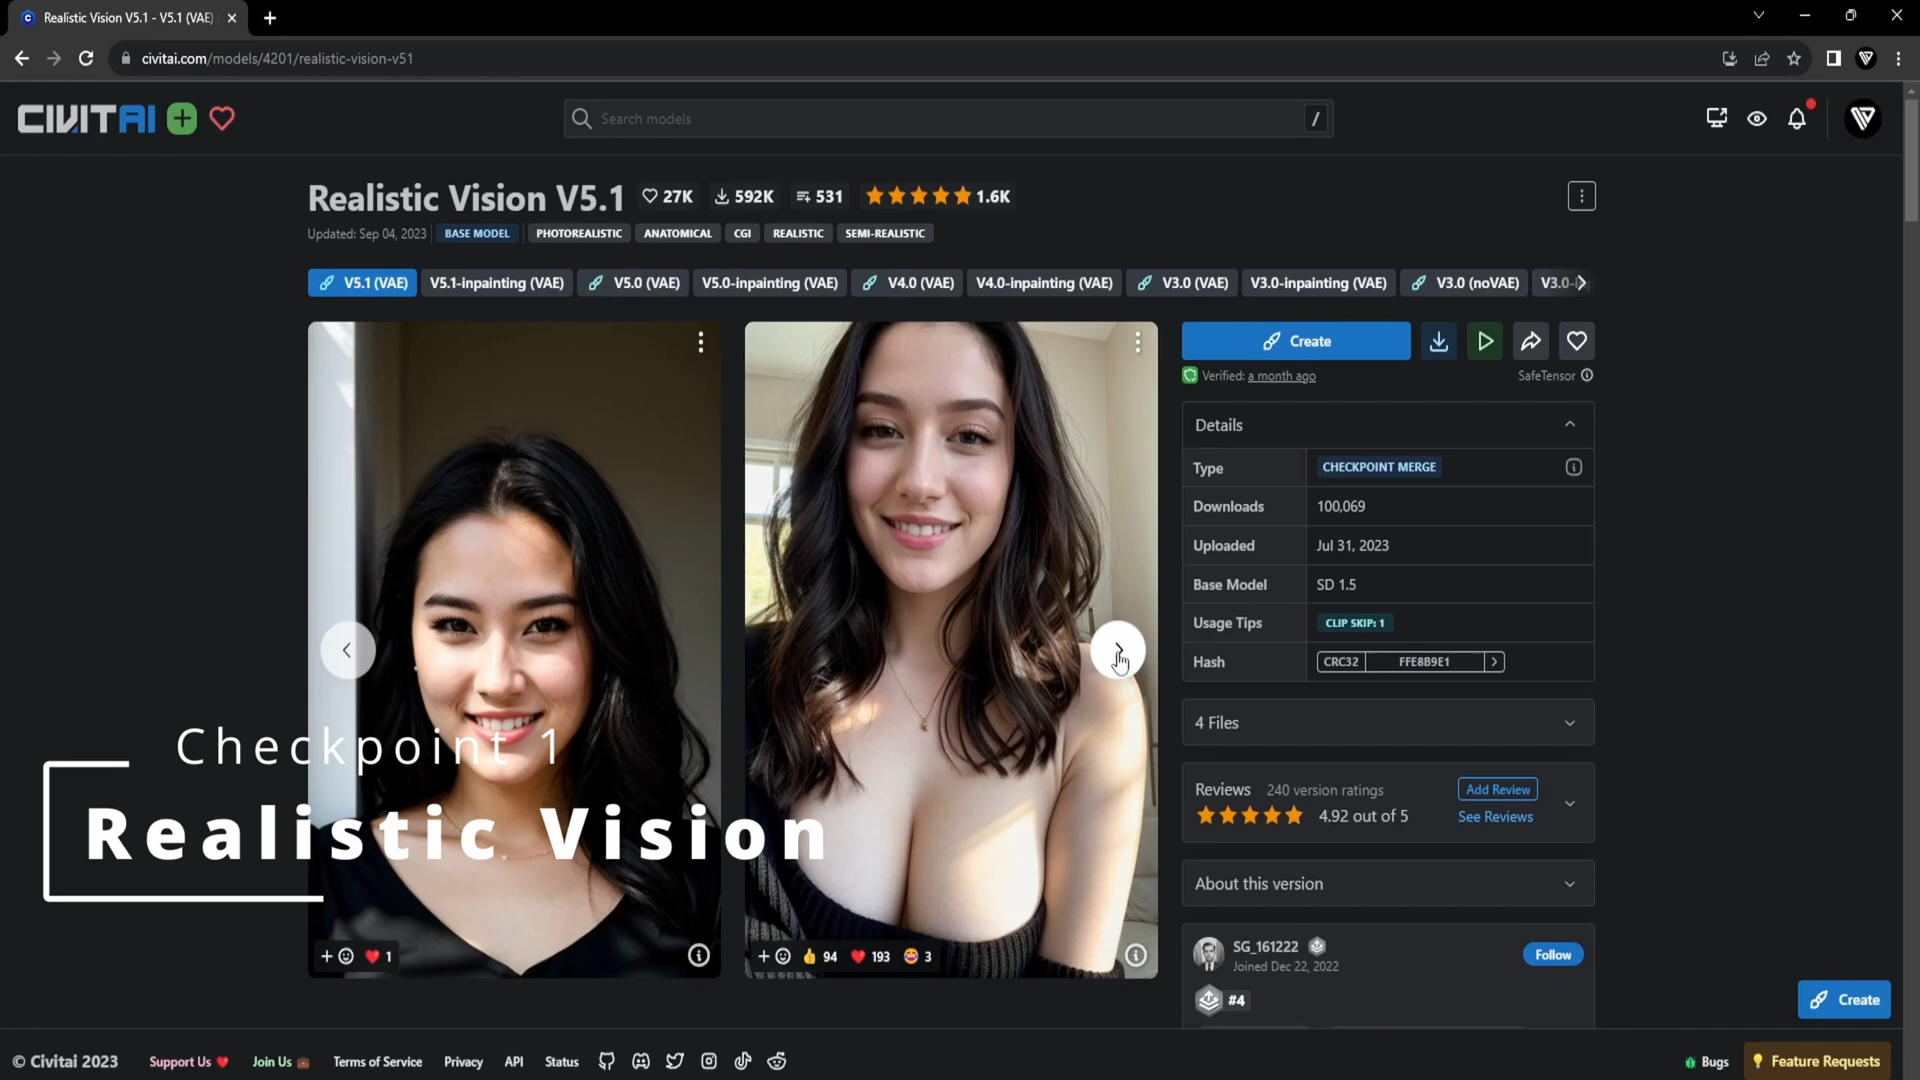 Realistic Vision V5.1 - V5.1 (VAE)
civitai.com/models/4201/realistic-vision-v51
CIVITAI
Search models
/
Realistic Vision V5.1 27K 592K 531 1.6K
Updated: Sep 04, 2023 BASE MODEL PHOTOREALISTIC ANATOMICAL CGI REALISTIC SEMI-REALISTIC
V5.1 (VAE) V5.1-inpainting (VAE) V5.0 (VAE) V5.0-inpainting (VAE) V4.0 (VAE) V4.0-inpainting (VAE) V3.0 (VAE) V3.0-inpainting (VAE) V3.0 (noVAE) V3.0-
Create
Verified: a month ago SafeTensor
Details
Type CHECKPOINT MERGE
Downloads 100,069
Uploaded Jul 31, 2023
Base Model SD 1.5
Usage Tips CLIP SKIP: 1
Hash CRC32 FFE8B9E1
4 Files
Reviews 240 version ratings Add Review
4.92 out of 5 See Reviews
About this version
SG_161222 Follow
Joined Dec 22, 2022
#4
Checkpoint 1
Realistic Vision
1
94 193 3
Create
© Civitai 2023 Support Us Join Us Terms of Service Privacy API Status Bugs Feature Requests